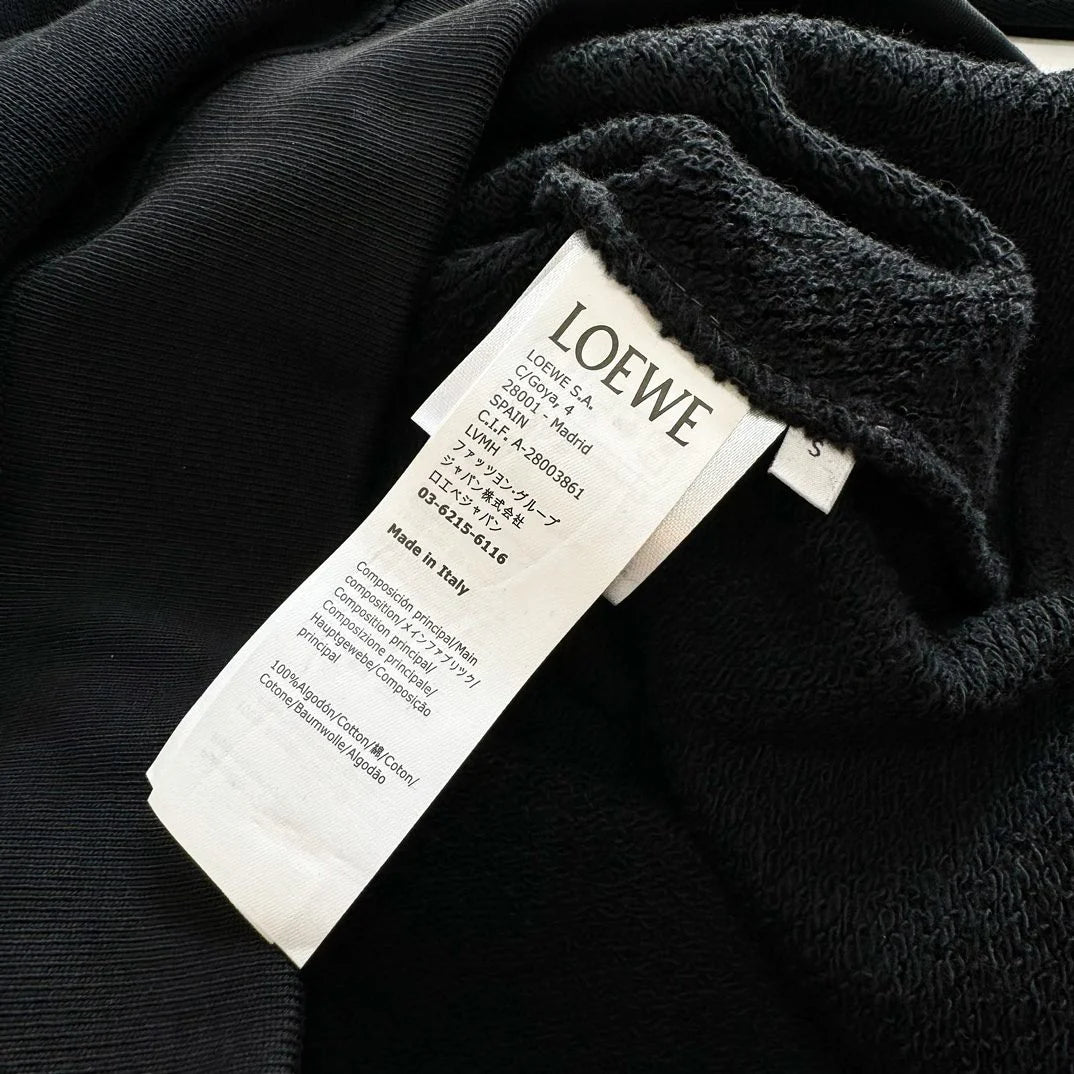 LOEWE
LOEWE S.A.
C/Goya, 4
28001 - Madrid
SPAIN
C.I.F. A-28003861
LVMH
ファッツヨン·グループ
ジャパン株式会社
口エベジャパン
03-6215-6116
Made in Italy
Composición principal/Main
composition/メインファブリック/
Composition principal/
Composizione principale/
Hauptgewebe/Composição
principal
100%Algodón/Cotton/綿/Coton/
Cotone/Baumwolle/Algodão
S